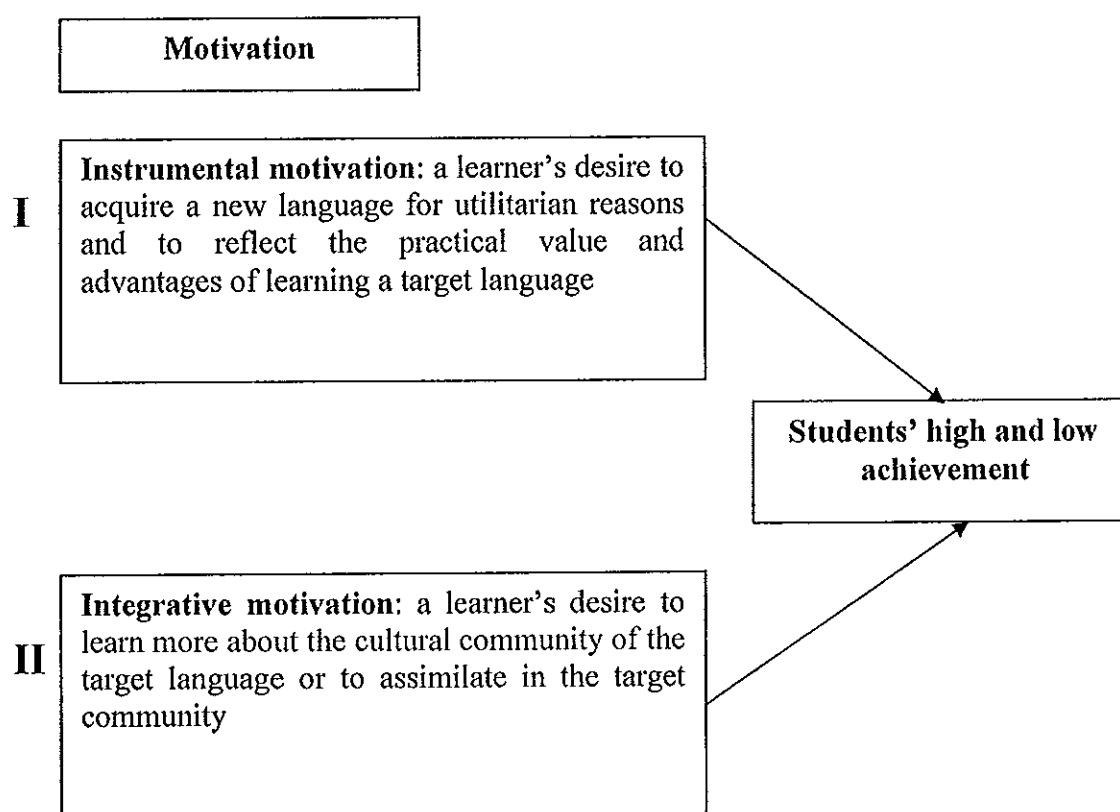 Motivation
I
Instrumental motivation: a learner's desire to
acquire a new language for utilitarian reasons
and to reflect the practical value and
advantages of learning a target language
Students' high and low
achievement
II
Integrative motivation: a learner's desire to
learn more about the cultural community of the
target language or to assimilate in the target
community